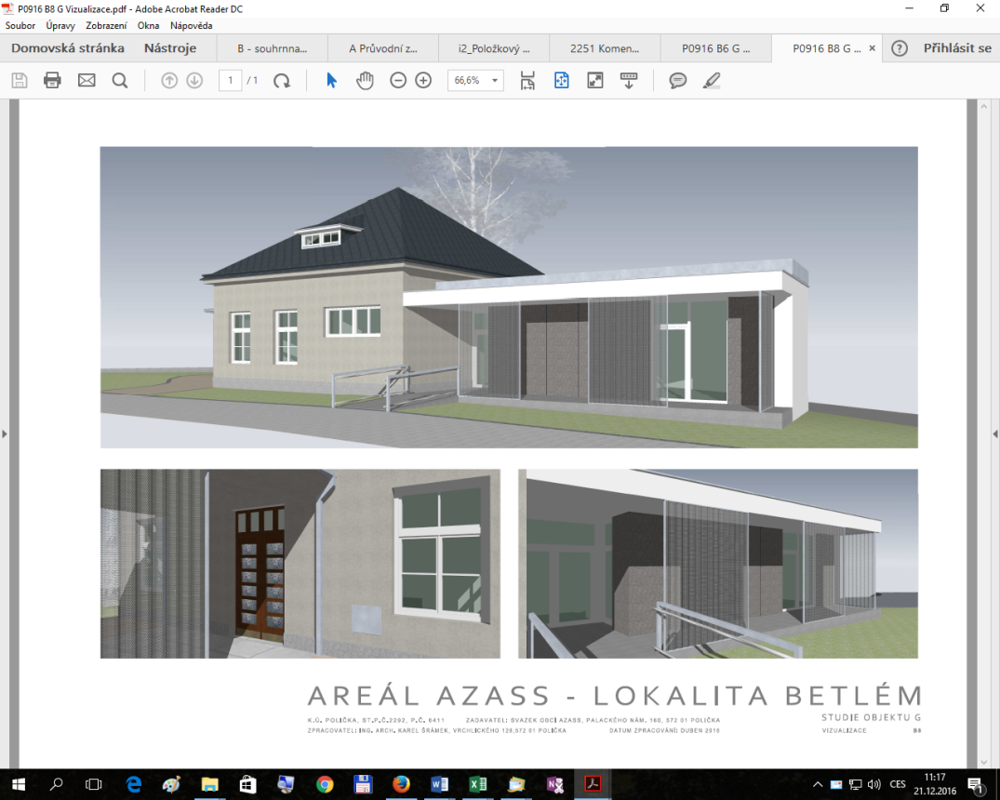 P0916 B8 G Vizualizace.pdf - Adobe Acrobat Reader DC
Soubor Úpravy Zobrazení Okna Nápověda
Domovská stránka Nástroje B - souhrnna... A Průvodní z... i2_Položkový ... 2251 Komen... P0916 B6 G ... P0916 B8 G ... × ? Přihlásit se
1 / 1 66,6%
AREÁL AZASS - LOKALITA BETLÉM
STUDIE OBJEKTU G
K.Ú. POLIČKA, ST.P.Č.2292, P.Č. 6411 ZADAVATEL: SVAZEK OBCÍ AZASS, PALACKÉHO NÁM. 160, 572 01 POLIČKA
ZPRACOVATEL: ING. ARCH. KAREL ŠRÁMEK, VRCHLICKÉHO 128,572 01 POLIČKA DATUM ZPRACOVÁNÍ: DUBEN 2016 VIZUALIZACE B8
CES 11:17
21.12.2016